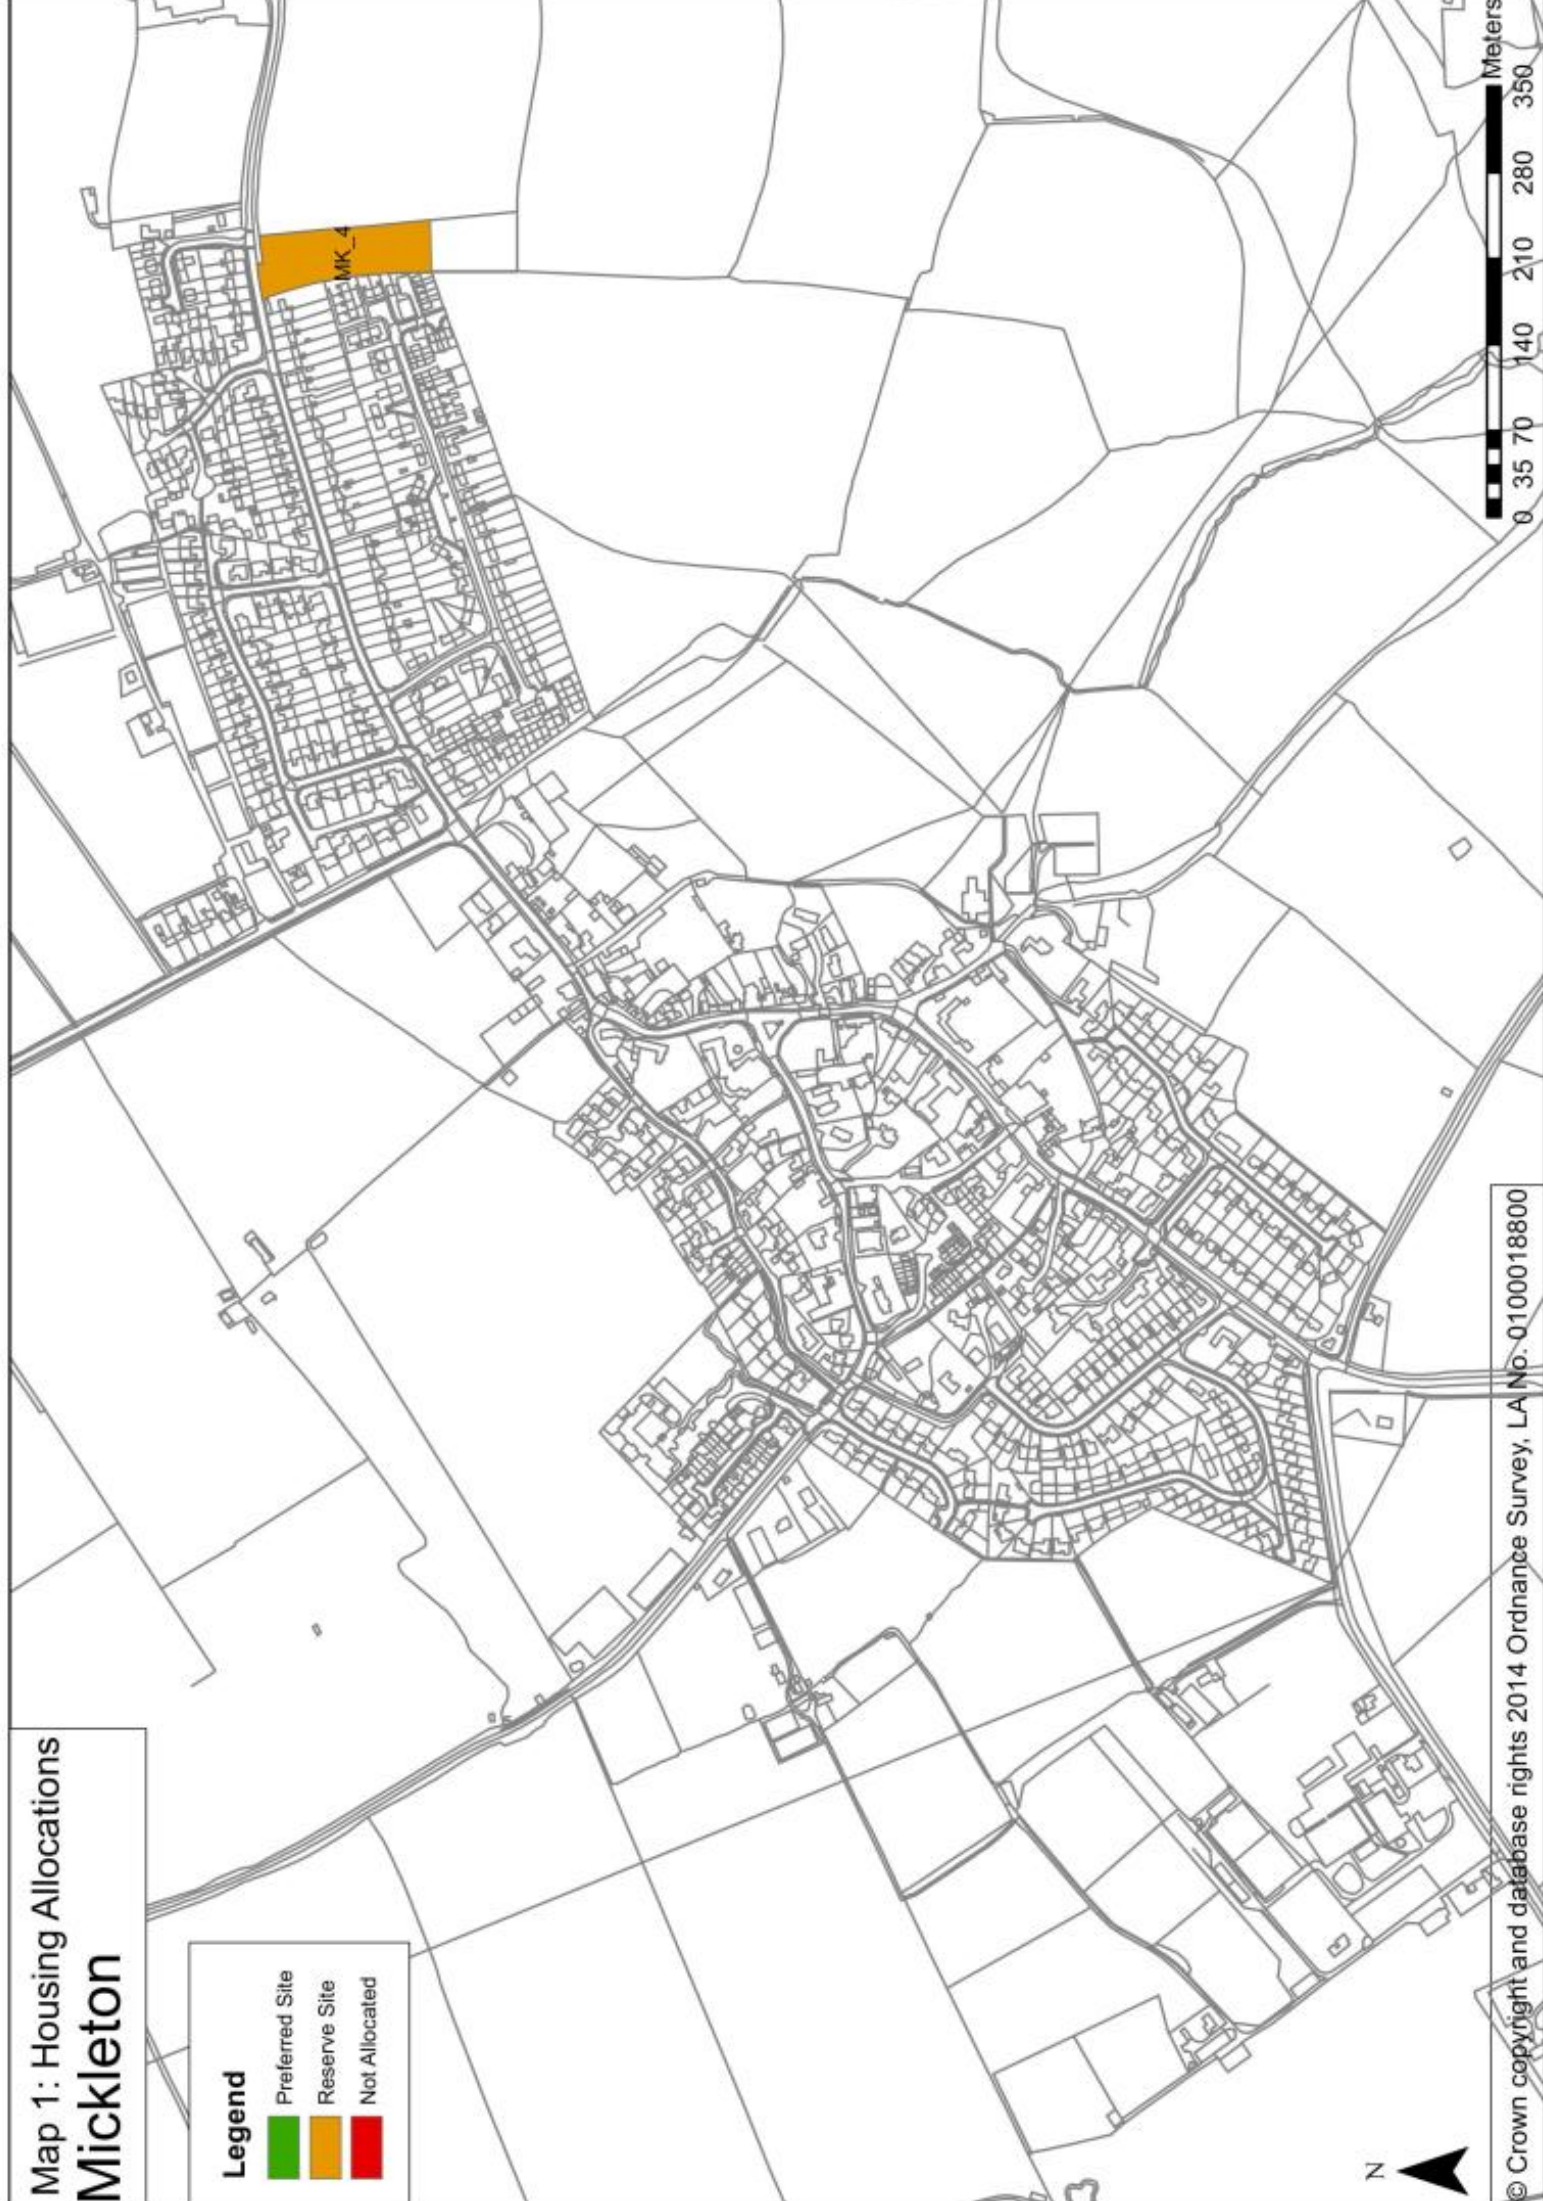 Map 1: Housing Allocations
Mickleton
Legend
Preferred Site
Reserve Site
Not Allocated
MK_4
N
0 35 70 140 210 280 350
Meters
© Crown copyright and database rights 2014 Ordnance Survey, LA No. 0100018800